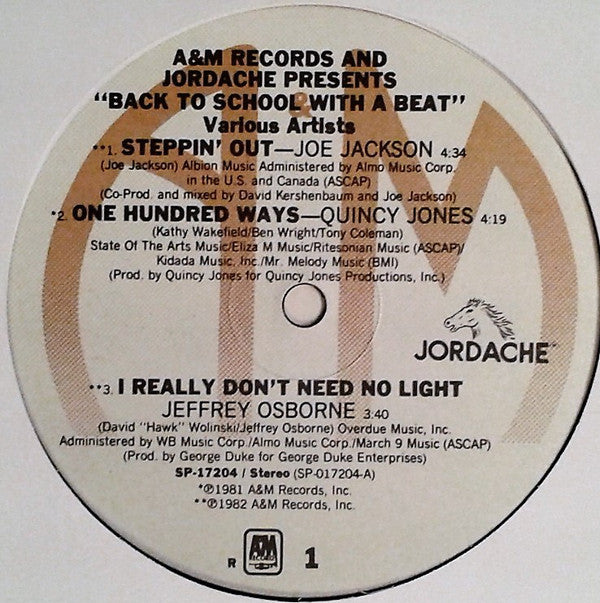 A&M RECORDS AND
JORDACHE PRESENTS
"BACK TO SCHOOL WITH A BEAT"
Various Artists
**1. STEPPIN' OUT—JOE JACKSON 4:34
(Joe Jackson) Albion Music Administered by Almo Music Corp.
in the U.S. and Canada (ASCAP)
(Co-Prod. and mixed by David Kershenbaum and Joe Jackson)
*2. ONE HUNDRED WAYS—QUINCY JONES 4:19
(Kathy Wakefield/Ben Wright/Tony Coleman)
State Of The Arts Music/Eliza M Music/Ritesonian Music (ASCAP)/
Kidada Music, Inc./Mr. Melody Music (BMI)
(Prod. by Quincy Jones for Quincy Jones Productions, Inc.)
JORDACHE
**3. I REALLY DON'T NEED NO LIGHT
JEFFREY OSBORNE 3:40
(David "Hawk" Wolinski/Jeffrey Osborne) Overdue Music, Inc.
Administered by WB Music Corp./Almo Music Corp./March 9 Music (ASCAP)
(Prod. by George Duke for George Duke Enterprises)
SP-17204 / Stereo (SP-017204-A)
*℗1981 A&M Records, Inc.
**℗1982 A&M Records, Inc.
R A&M RECORDS 1